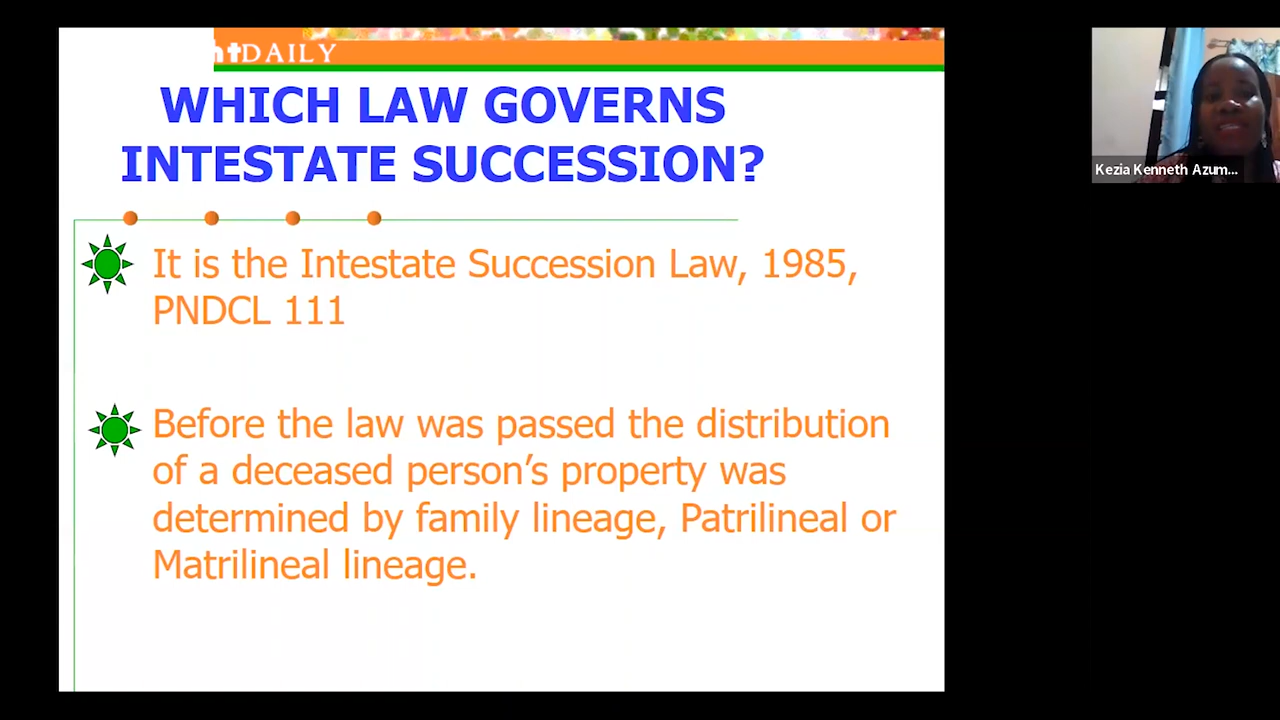 DAILY
WHICH LAW GOVERNS
INTESTATE SUCCESSION?
It is the Intestate Succession Law, 1985,
PNDCL 111
Before the law was passed the distribution
of a deceased person’s property was
determined by family lineage, Patrilineal or
Matrilineal lineage.
Kezia Kenneth Azum...